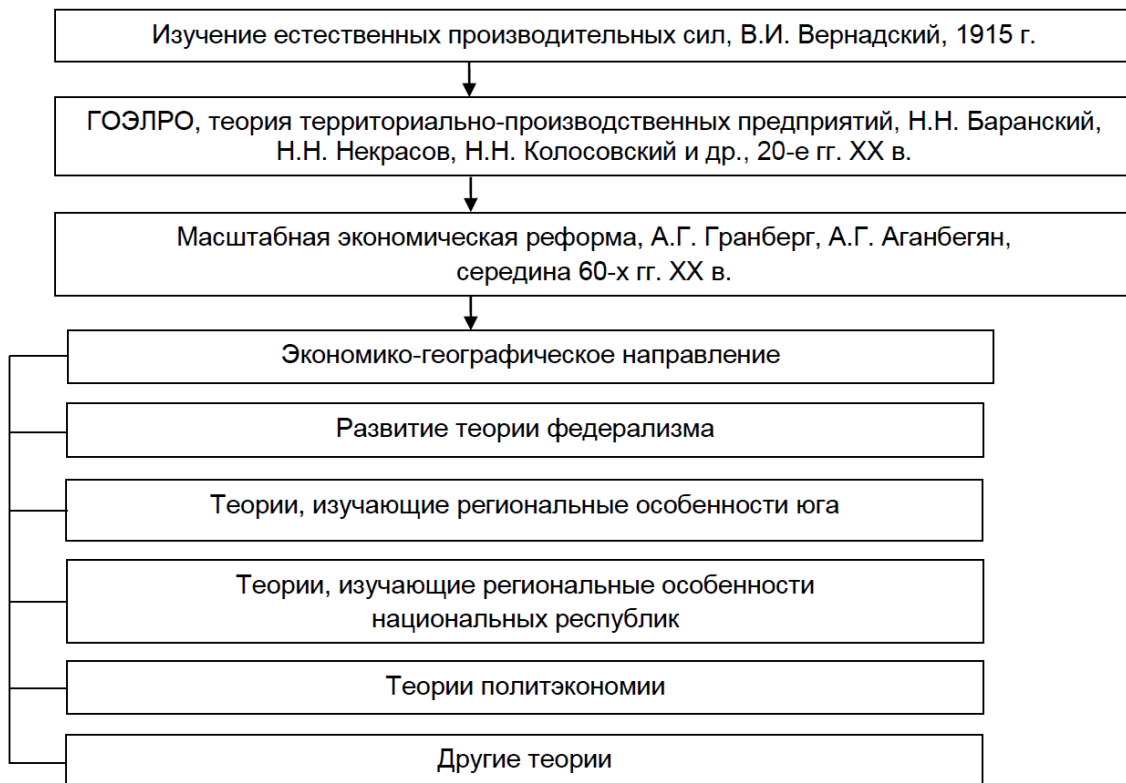 Изучение естественных производительных сил, В.И. Вернадский, 1915 г.
ГОЭЛРО, теория территориально-производственных предприятий, Н.Н. Баранский,
Н.Н. Некрасов, Н.Н. Колосовский и др., 20-е гг. XX в.
Масштабная экономическая реформа, А.Г. Гранберг, А.Г. Аганбегян,
середина 60-х гг. XX в.
Экономико-географическое направление
Развитие теории федерализма
Теории, изучающие региональные особенности юга
Теории, изучающие региональные особенности
национальных республик
Теории политэкономии
Другие теории